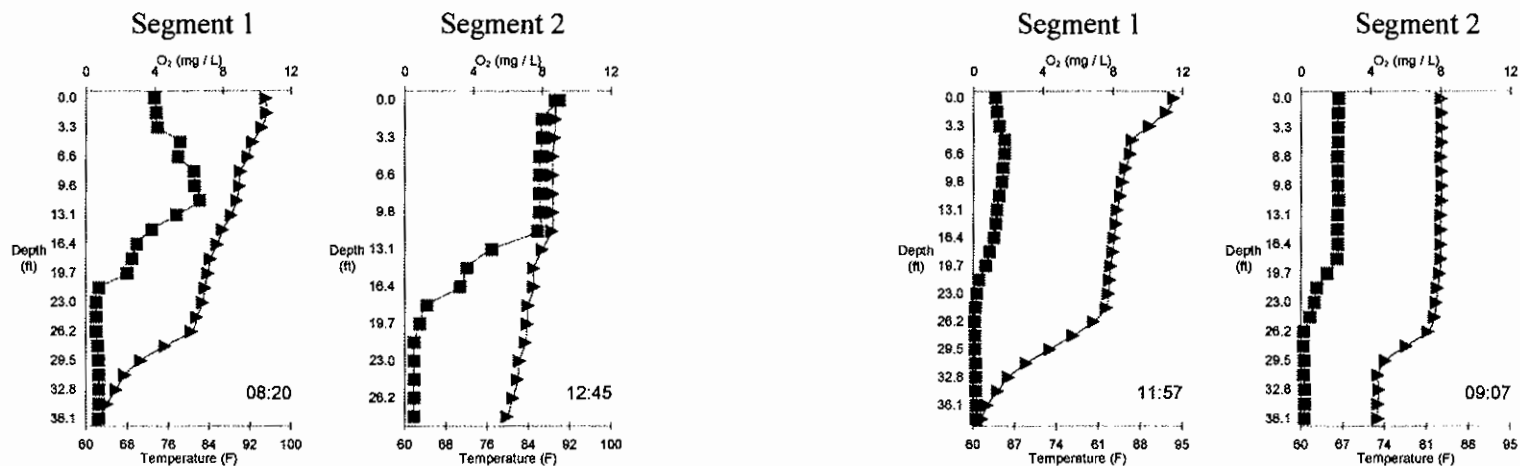 Segment 1
O₂ (mg / L)
0 4 8 12
0.0
3.3
6.6
9.8
13.1
16.4
19.7
23.0
26.2
29.5
32.8
36.1
Depth
(ft)
08:20
60 68 76 84 92 100
Temperature (F)
Segment 2
O₂ (mg / L)
0 4 8 12
0.0
3.3
6.6
9.8
13.1
16.4
19.7
23.0
26.2
Depth
(ft)
12:45
60 68 76 84 92 100
Temperature (F)
Segment 1
O₂ (mg / L)
0 4 8 12
0.0
3.3
6.6
9.8
13.1
16.4
19.7
23.0
26.2
29.5
32.8
36.1
Depth
(ft)
11:57
60 67 74 81 88 95
Temperature (F)
Segment 2
O₂ (mg / L)
0 4 8 12
0.0
3.3
6.6
9.8
13.1
16.4
19.7
23.0
26.2
29.5
32.8
36.1
Depth
(ft)
09:07
60 67 74 81 88 95
Temperature (F)